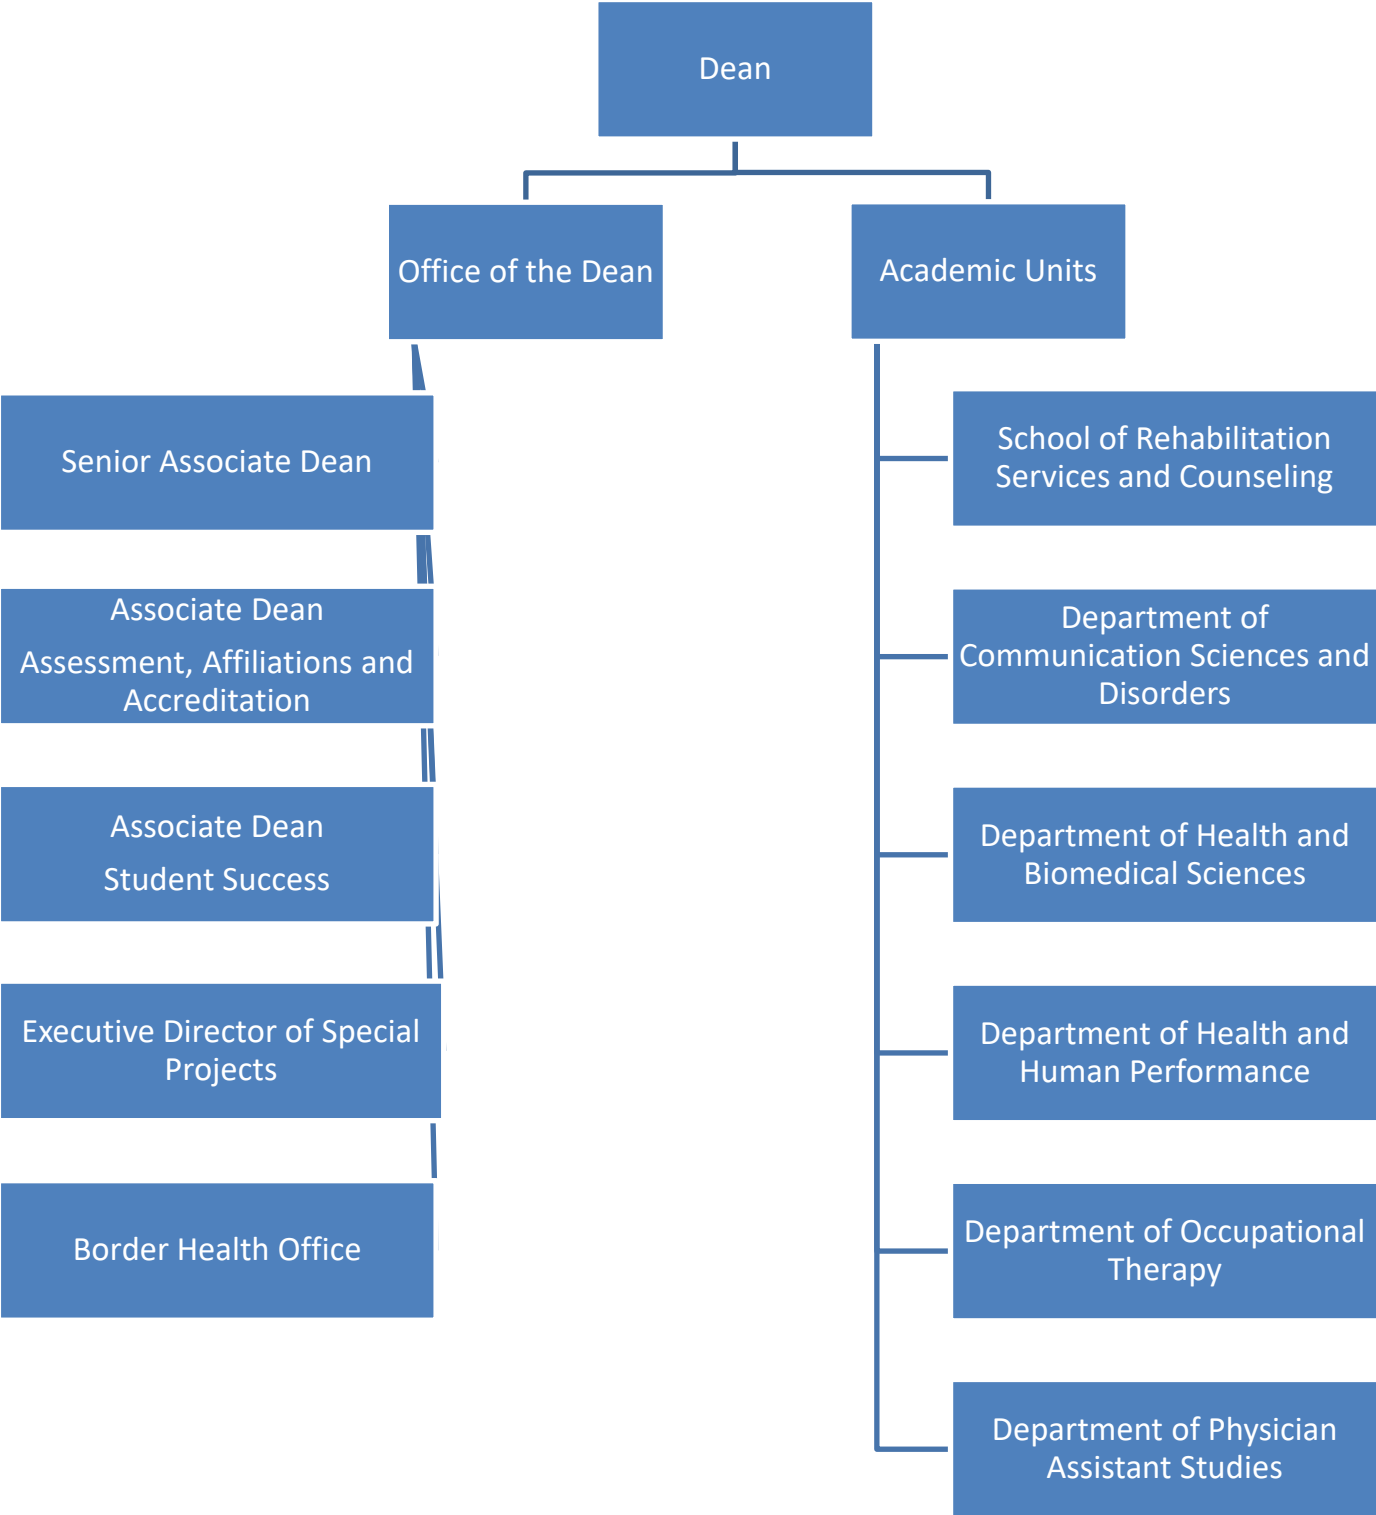 Dean
Office of the Dean
Academic Units
Senior Associate Dean
Associate Dean
Assessment, Affiliations and
Accreditation
Associate Dean
Student Success
Executive Director of Special
Projects
Border Health Office
School of Rehabilitation
Services and Counseling
Department of
Communication Sciences and
Disorders
Department of Health and
Biomedical Sciences
Department of Health and
Human Performance
Department of Occupational
Therapy
Department of Physician
Assistant Studies